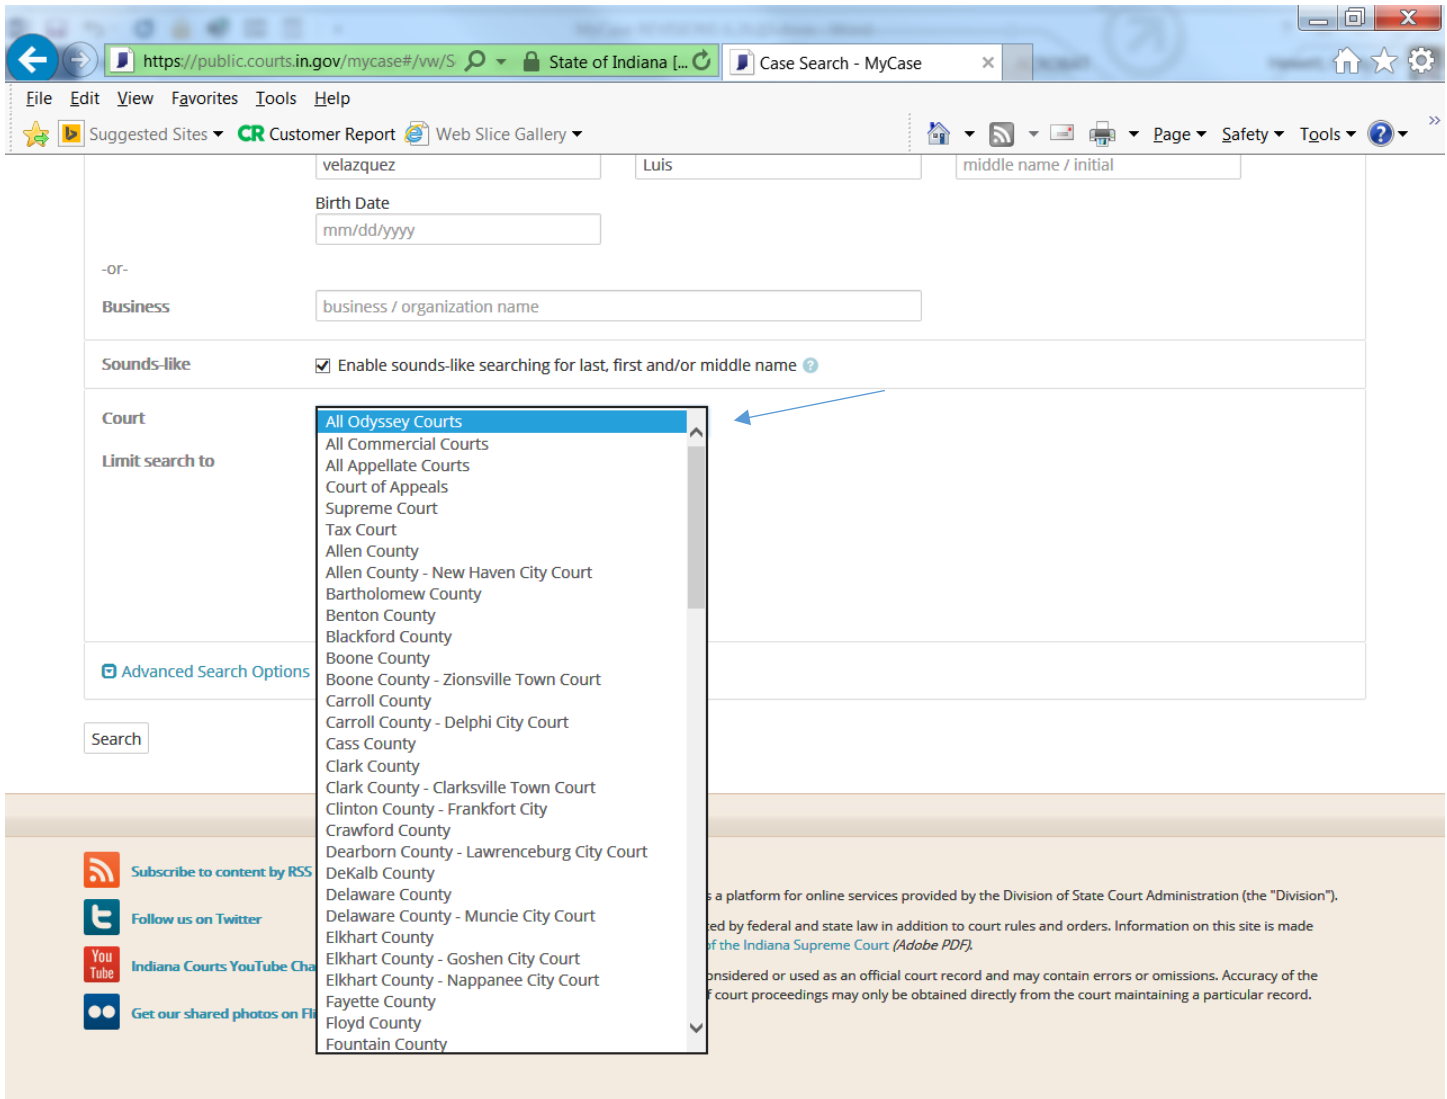 https://public.courts.in.gov/mycase#/vw/S
State of Indiana [...
Case Search - MyCase
File Edit View Favorites Tools Help
Suggested Sites CR Customer Report Web Slice Gallery
Page Safety Tools
velazquez Luis middle name / initial
Birth Date
mm/dd/yyyy
-or-
Business business / organization name
Sounds-like Enable sounds-like searching for last, first and/or middle name
Court
Limit search to
All Odyssey Courts
All Commercial Courts
All Appellate Courts
Court of Appeals
Supreme Court
Tax Court
Allen County
Allen County - New Haven City Court
Bartholomew County
Benton County
Blackford County
Boone County
Boone County - Zionsville Town Court
Carroll County
Carroll County - Delphi City Court
Cass County
Clark County
Clark County - Clarksville Town Court
Clinton County - Frankfort City
Crawford County
Dearborn County - Lawrenceburg City Court
DeKalb County
Delaware County
Delaware County - Muncie City Court
Elkhart County
Elkhart County - Goshen City Court
Elkhart County - Nappanee City Court
Fayette County
Floyd County
Fountain County
Advanced Search Options
Search
Subscribe to content by RSS
Follow us on Twitter
You
Tube
Indiana Courts YouTube Cha
Get our shared photos on Fli
s a platform for online services provided by the Division of State Court Administration (the "Division").
ted by federal and state law in addition to court rules and orders. Information on this site is made
of the Indiana Supreme Court (Adobe PDF).
onsidered or used as an official court record and may contain errors or omissions. Accuracy of the
f court proceedings may only be obtained directly from the court maintaining a particular record.